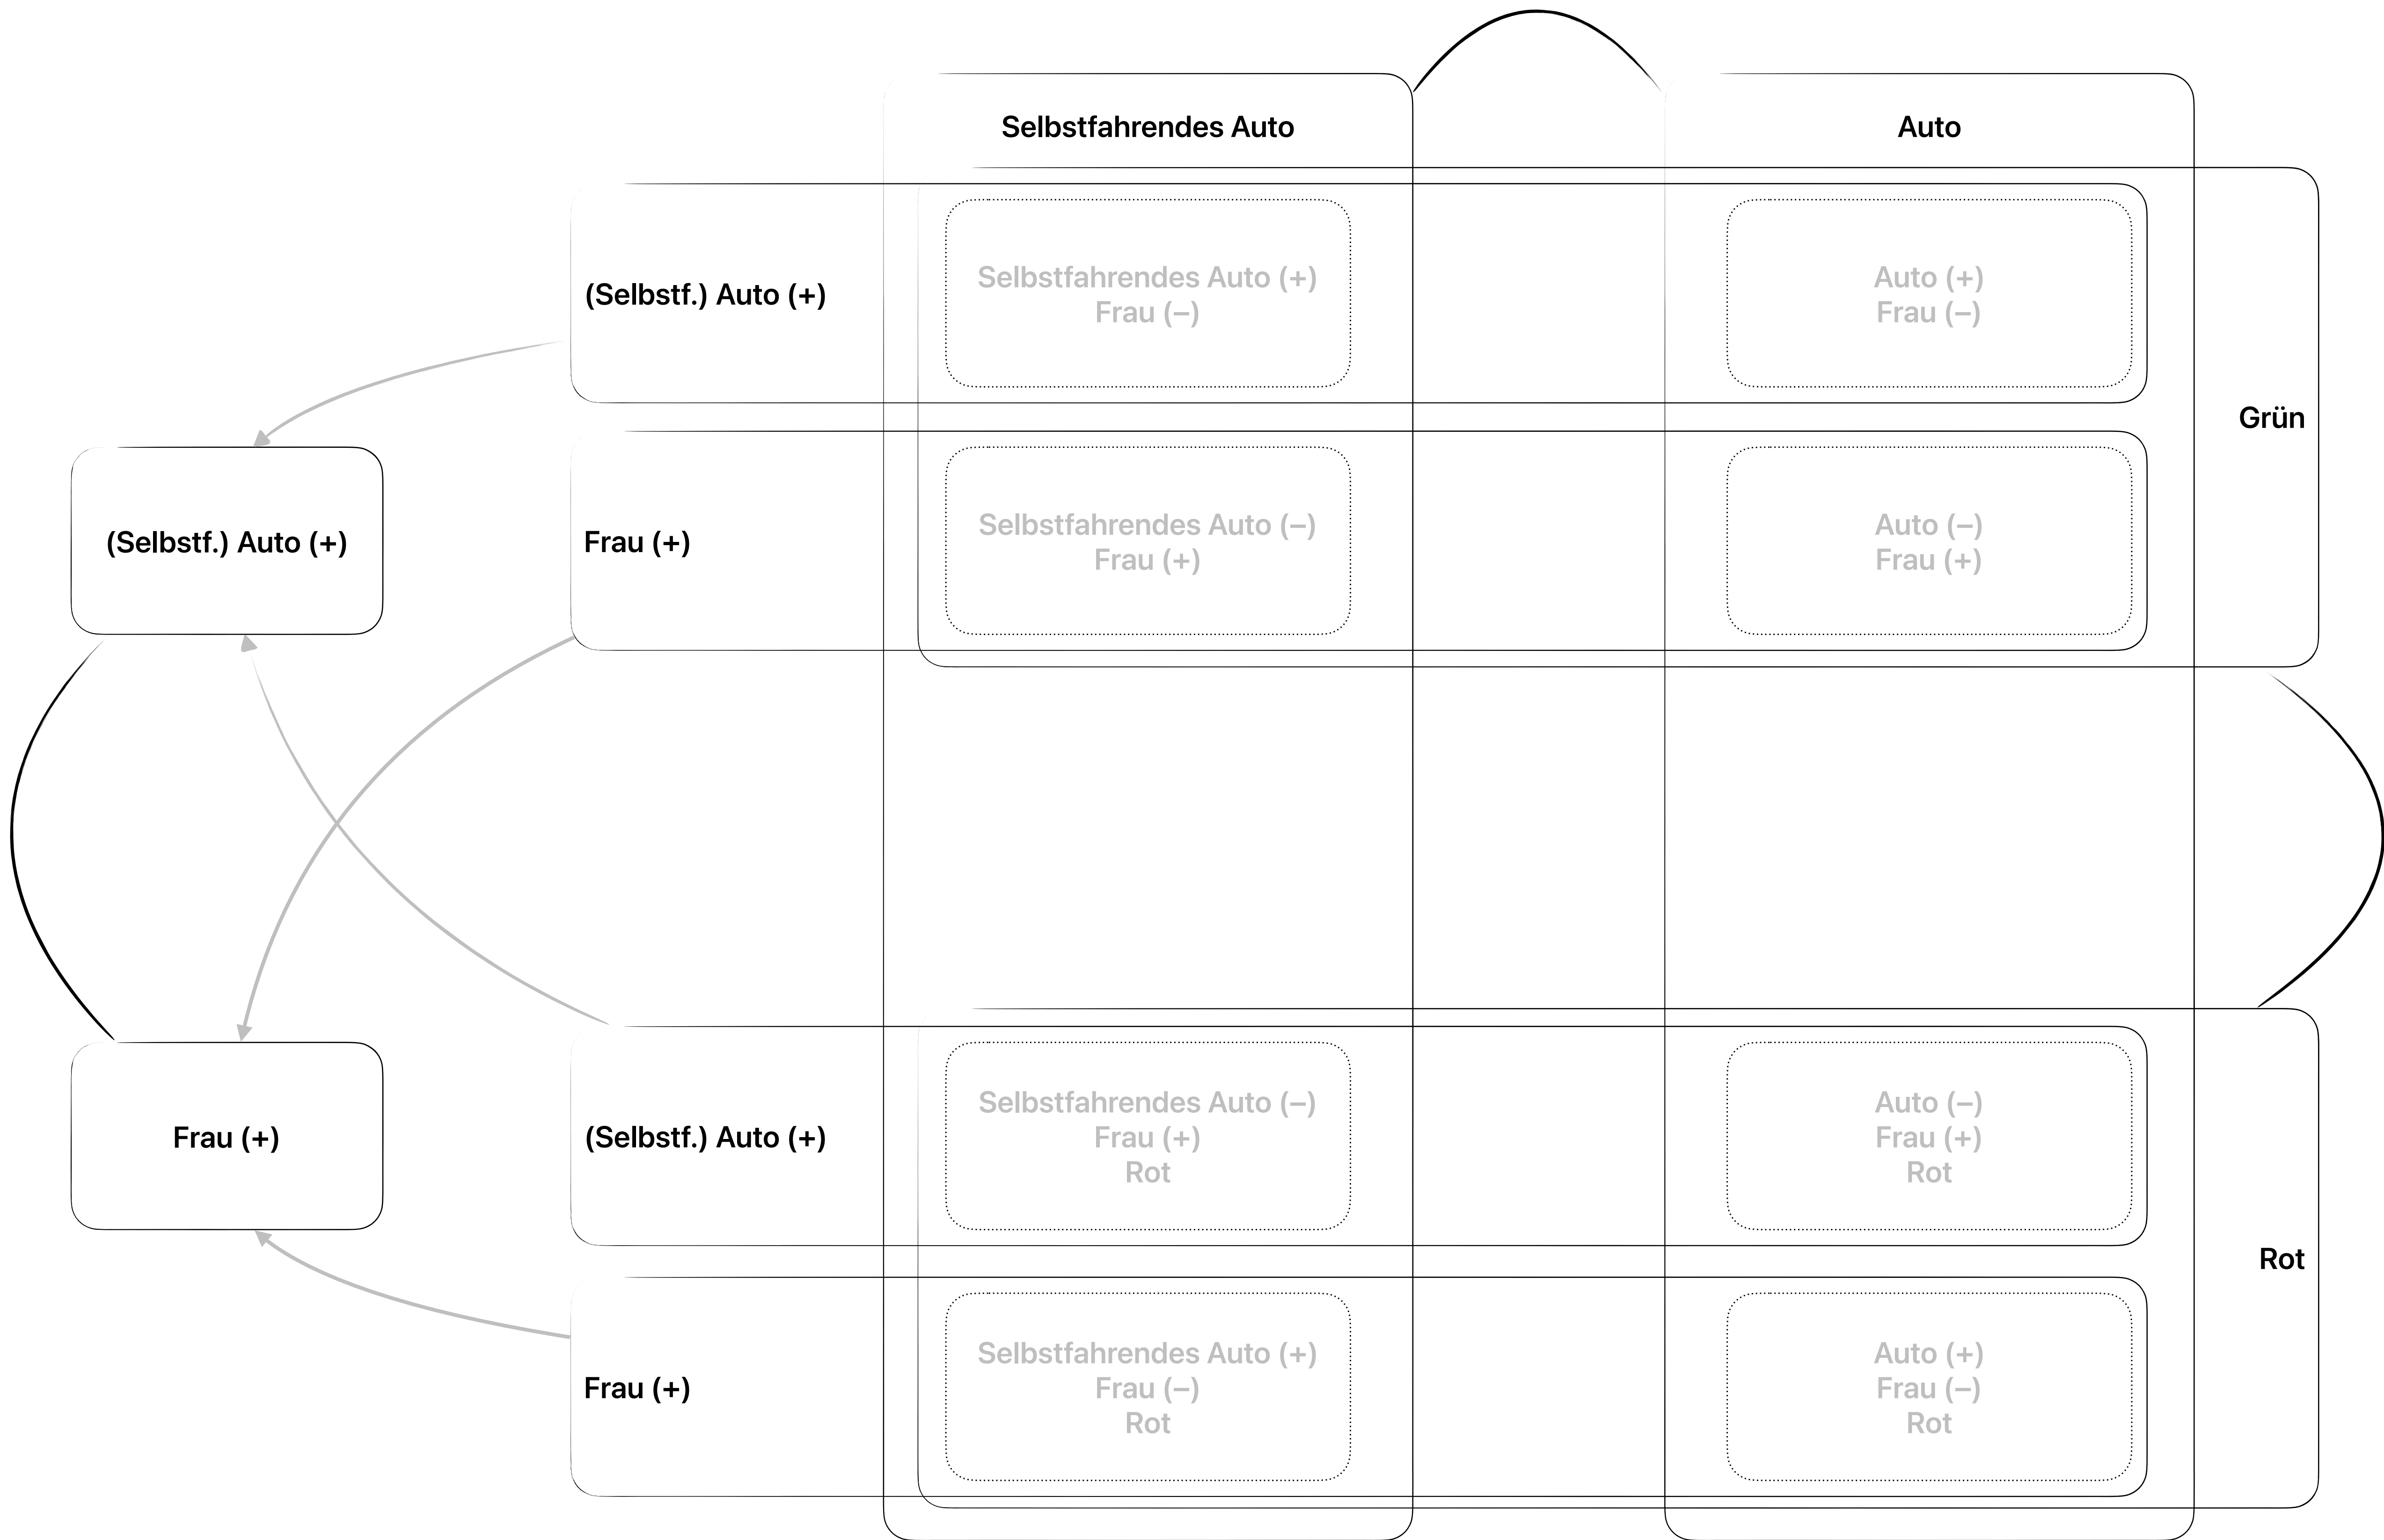 Selbstfahrendes Auto
Auto
(Selbstf.) Auto (+)
Selbstfahrendes Auto (+)
Frau (–)
Auto (+)
Frau (–)
Grün
(Selbstf.) Auto (+)
Frau (+)
Selbstfahrendes Auto (–)
Frau (+)
Auto (–)
Frau (+)
Frau (+)
(Selbstf.) Auto (+)
Selbstfahrendes Auto (–)
Frau (+)
Rot
Auto (–)
Frau (+)
Rot
Rot
Frau (+)
Selbstfahrendes Auto (+)
Frau (–)
Rot
Auto (+)
Frau (–)
Rot